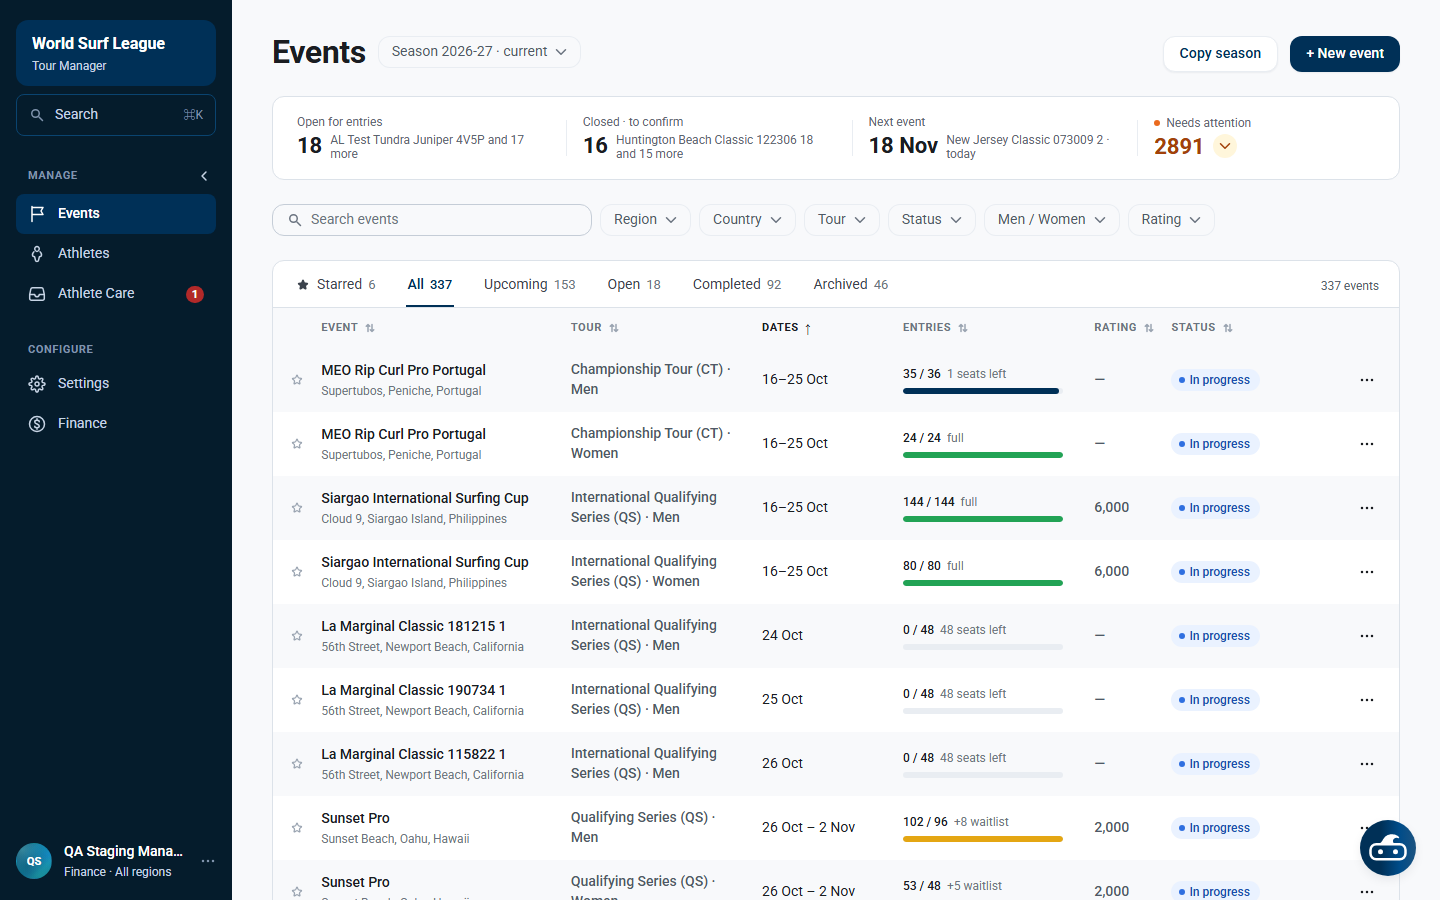 World Surf League
Tour Manager
Search ⌘K
MANAGE
Events
Athletes
Athlete Care 1
CONFIGURE
Settings
Finance
QS
QA Staging Mana...
Finance · All regions
Events
Season 2026-27 · current
Copy season
+ New event
Open for entries
18 AL Test Tundra Juniper 4V5P and 17
more
Closed · to confirm
16 Huntington Beach Classic 122306 18
and 15 more
Next event
18 Nov New Jersey Classic 073009 2 ·
today
Needs attention
2891
Search events
Region
Country
Tour
Status
Men / Women
Rating
Starred 6
All 337
Upcoming 153
Open 18
Completed 92
Archived 46
337 events
EVENT TOUR DATES ↑ ENTRIES RATING STATUS
MEO Rip Curl Pro Portugal
Supertubos, Peniche, Portugal
Championship Tour (CT) ·
Men
16–25 Oct
35 / 36 1 seats left
—
In progress
MEO Rip Curl Pro Portugal
Supertubos, Peniche, Portugal
Championship Tour (CT) ·
Women
16–25 Oct
24 / 24 full
—
In progress
Siargao International Surfing Cup
Cloud 9, Siargao Island, Philippines
International Qualifying
Series (QS) · Men
16–25 Oct
144 / 144 full
6,000
In progress
Siargao International Surfing Cup
Cloud 9, Siargao Island, Philippines
International Qualifying
Series (QS) · Women
16–25 Oct
80 / 80 full
6,000
In progress
La Marginal Classic 181215 1
56th Street, Newport Beach, California
International Qualifying
Series (QS) · Men
24 Oct
0 / 48 48 seats left
—
In progress
La Marginal Classic 190734 1
56th Street, Newport Beach, California
International Qualifying
Series (QS) · Men
25 Oct
0 / 48 48 seats left
—
In progress
La Marginal Classic 115822 1
56th Street, Newport Beach, California
International Qualifying
Series (QS) · Men
26 Oct
0 / 48 48 seats left
—
In progress
Sunset Pro
Sunset Beach, Oahu, Hawaii
Qualifying Series (QS) ·
Men
26 Oct – 2 Nov
102 / 96 +8 waitlist
2,000
In progress
Sunset Pro
Qualifying Series (QS) ·
26 Oct – 2 Nov
53 / 48 +5 waitlist
2,000
In progress